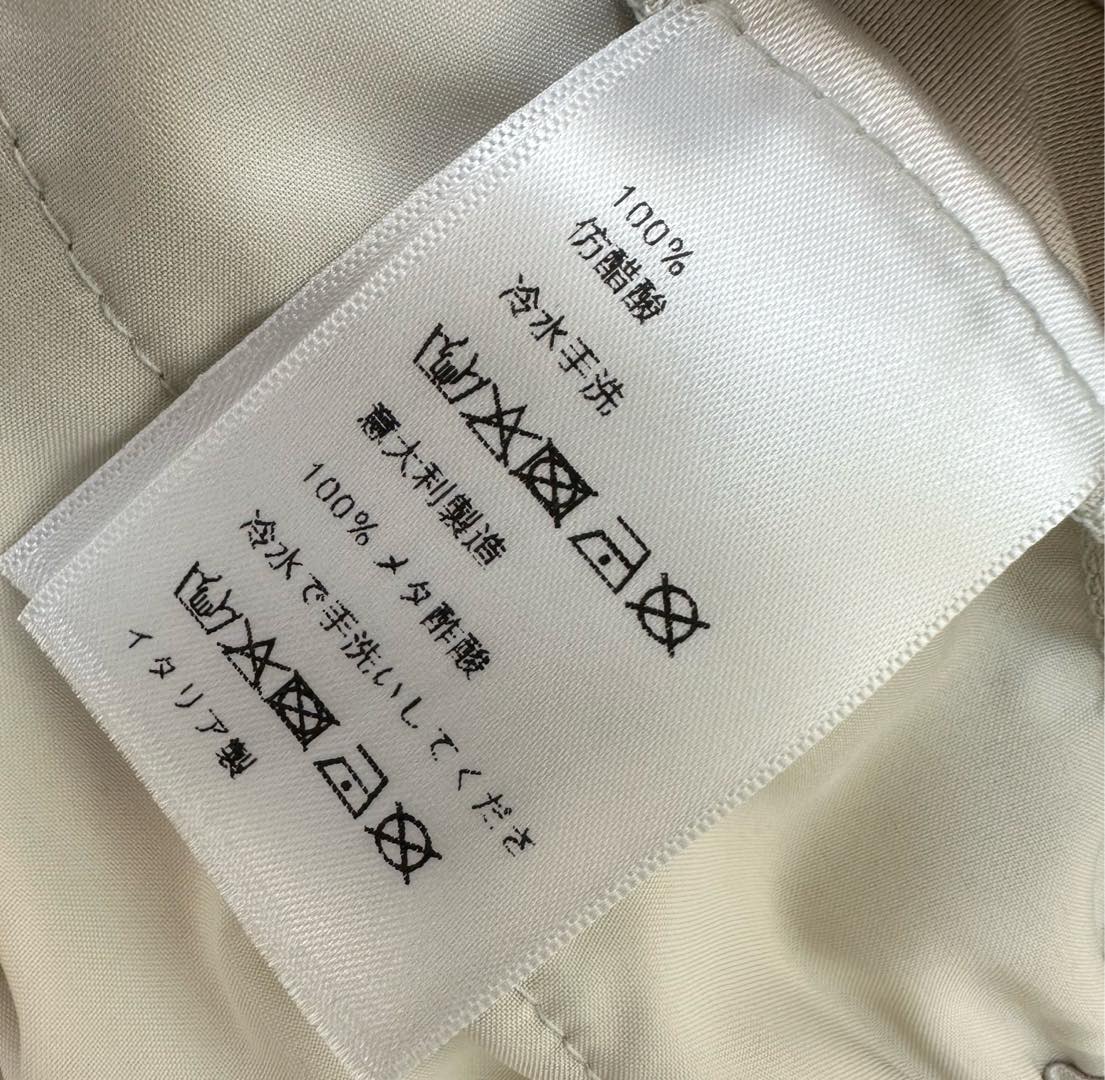 100%
仿醋酸
冷水手洗
意大利製造
100% メタ酢酸
冷水で手洗いしてくださ
イタリア製